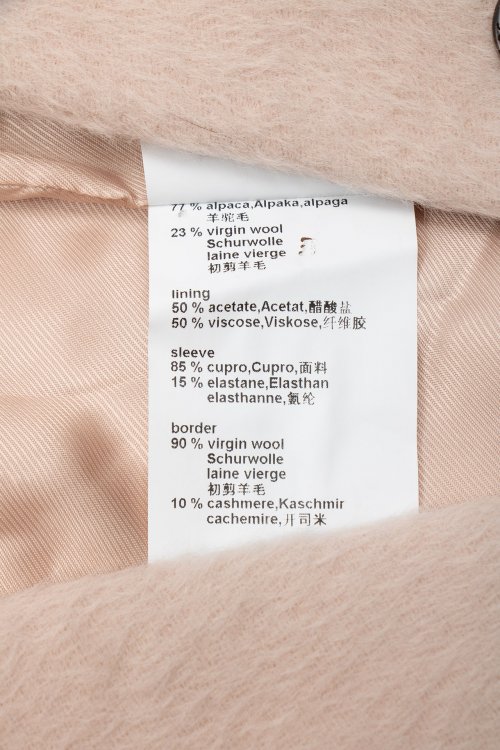 77 % alpaca,Alpaka,alpaga
羊驼毛
23 % virgin wool
Schurwolle
laine vierge
初剪羊毛
lining
50 % acetate,Acetat,醋酸盐
50 % viscose,Viskose,纤维胶
sleeve
85 % cupro,Cupro,面料
15 % elastane,Elasthan
elasthanne,氨纶
border
90 % virgin wool
Schurwolle
laine vierge
初剪羊毛
10 % cashmere,Kaschmir
cachemire,开司米